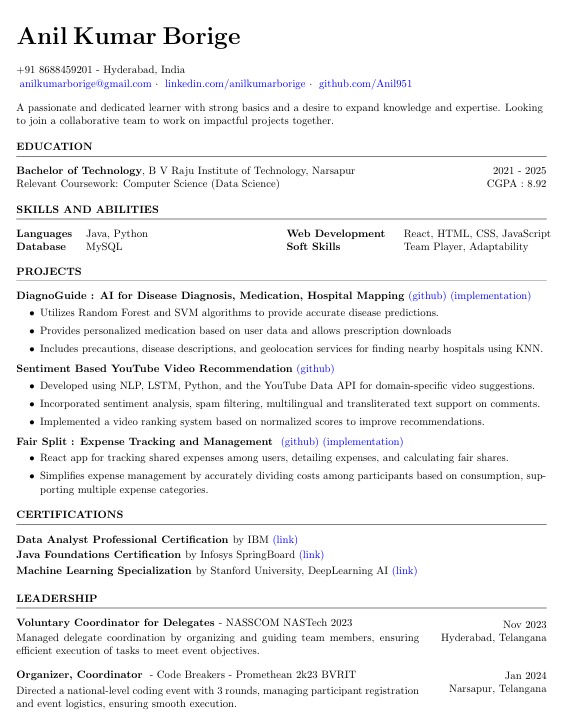 Anil Kumar Borige
+91 8688459201 - Hyderabad, India
anilkumarborige@gmail.com · linkedin.com/anilkumarborige · github.com/Anil951
A passionate and dedicated learner with strong basics and a desire to expand knowledge and expertise. Looking
to join a collaborative team to work on impactful projects together.
EDUCATION
Bachelor of Technology, B V Raju Institute of Technology, Narsapur 2021 - 2025
Relevant Coursework: Computer Science (Data Science) CGPA : 8.92
SKILLS AND ABILITIES
Languages Java, Python Web Development React, HTML, CSS, JavaScript
Database MySQL Soft Skills Team Player, Adaptability
PROJECTS
DiagnoGuide : AI for Disease Diagnosis, Medication, Hospital Mapping (github) (implementation)
• Utilizes Random Forest and SVM algorithms to provide accurate disease predictions.
• Provides personalized medication based on user data and allows prescription downloads
• Includes precautions, disease descriptions, and geolocation services for finding nearby hospitals using KNN.
Sentiment Based YouTube Video Recommendation (github)
• Developed using NLP, LSTM, Python, and the YouTube Data API for domain-specific video suggestions.
• Incorporated sentiment analysis, spam filtering, multilingual and transliterated text support on comments.
• Implemented a video ranking system based on normalized scores to improve recommendations.
Fair Split : Expense Tracking and Management (github) (implementation)
• React app for tracking shared expenses among users, detailing expenses, and calculating fair shares.
• Simplifies expense management by accurately dividing costs among participants based on consumption, sup-
porting multiple expense categories.
CERTIFICATIONS
Data Analyst Professional Certification by IBM (link)
Java Foundations Certification by Infosys SpringBoard (link)
Machine Learning Specialization by Stanford University, DeepLearning AI (link)
LEADERSHIP
Voluntary Coordinator for Delegates - NASSCOM NASTech 2023 Nov 2023
Managed delegate coordination by organizing and guiding team members, ensuring Hyderabad, Telangana
efficient execution of tasks to meet event objectives.
Organizer, Coordinator - Code Breakers - Promethean 2k23 BVRIT Jan 2024
Directed a national-level coding event with 3 rounds, managing participant registration Narsapur, Telangana
and event logistics, ensuring smooth execution.